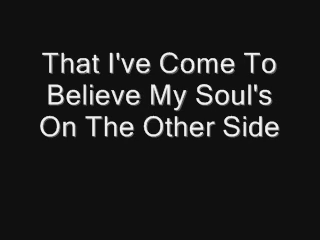 That I've Come To
Believe My Soul's
On The Other Side